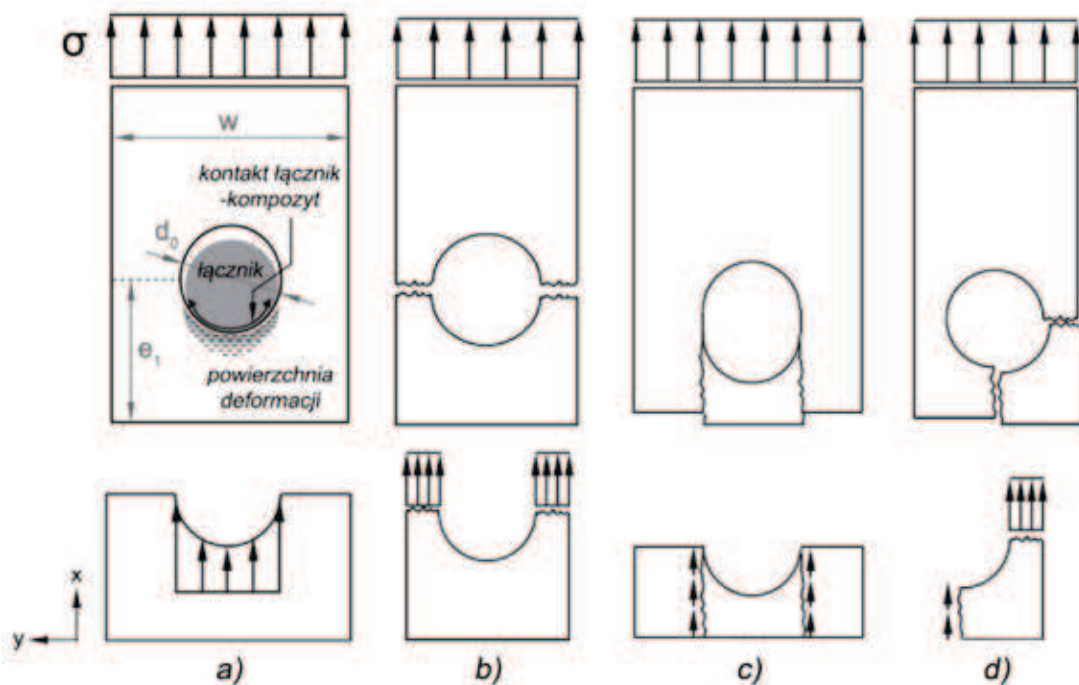 σ
w
kontakt łącznik
-kompozyt
d₀
łącznik
e₁
powierzchnia
deformacji
x
y
a)
b)
c)
d)